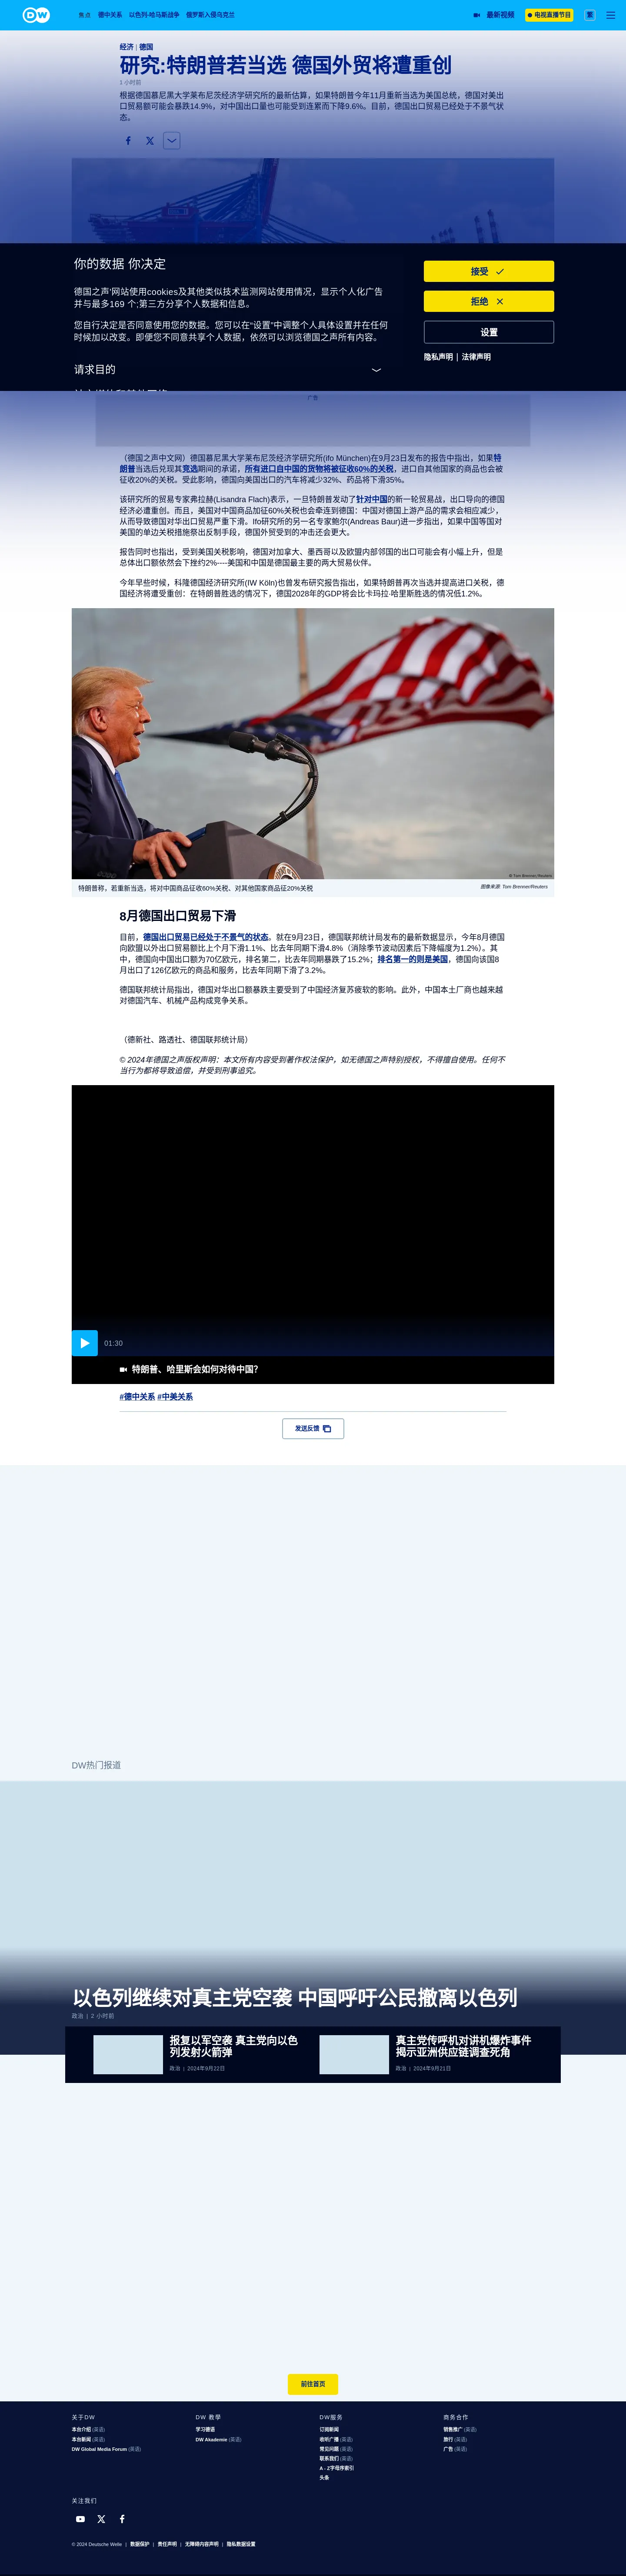 DW
焦点 德中关系 以色列-哈马斯战争 俄罗斯入侵乌克兰
最新视频
电视直播节目
繁
经济 | 德国
研究:特朗普若当选 德国外贸将遭重创
1 小时前
根据德国慕尼黑大学莱布尼茨经济学研究所的最新估算，如果特朗普今年11月重新当选为美国总统，德国对美出
口贸易额可能会暴跌14.9%，对中国出口量也可能受到连累而下降9.6%。目前，德国出口贸易已经处于不景气状
态。
你的数据 你决定
德国之声'网站使用cookies及其他类似技术监测网站使用情况，显示个人化广告
并与最多169 个;第三方分享个人数据和信息。
您自行决定是否同意使用您的数据。您可以在“设置”中调整个人具体设置并在任何
时候加以改变。即便您不同意共享个人数据，依然可以浏览德国之声所有内容。
请求目的
接受
拒绝
设置
隐私声明 | 法律声明
广告
（德国之声中文网）德国慕尼黑大学莱布尼茨经济学研究所(ifo München)在9月23日发布的报告中指出，如果特
朗普当选后兑现其竞选期间的承诺，所有进口自中国的货物将被征收60%的关税，进口自其他国家的商品也会被
征收20%的关税。受此影响，德国向美国出口的汽车将减少32%、药品将下滑35%。
该研究所的贸易专家弗拉赫(Lisandra Flach)表示，一旦特朗普发动了针对中国的新一轮贸易战，出口导向的德国
经济必遭重创。而且，美国对中国商品加征60%关税也会牵连到德国：中国对德国上游产品的需求会相应减少，
从而导致德国对华出口贸易严重下滑。Ifo研究所的另一名专家鲍尔(Andreas Baur)进一步指出，如果中国等国对
美国的单边关税措施祭出反制手段，德国外贸受到的冲击还会更大。
报告同时也指出，受到美国关税影响，德国对加拿大、墨西哥以及欧盟内部邻国的出口可能会有小幅上升，但是
总体出口额依然会下挫约2%----美国和中国是德国最主要的两大贸易伙伴。
今年早些时候，科隆德国经济研究所(IW Köln)也曾发布研究报告指出，如果特朗普再次当选并提高进口关税，德
国经济将遭受重创：在特朗普胜选的情况下，德国2028年的GDP将会比卡玛拉·哈里斯胜选的情况低1.2%。
© Tom Brenner/Reuters
特朗普称，若重新当选，将对中国商品征收60%关税、对其他国家商品征20%关税
图像来源: Tom Brenner/Reuters
8月德国出口贸易下滑
目前，德国出口贸易已经处于不景气的状态。就在9月23日，德国联邦统计局发布的最新数据显示，今年8月德国
向欧盟以外出口贸易额比上个月下滑1.1%、比去年同期下滑4.8%（消除季节波动因素后下降幅度为1.2%）。其
中，德国向中国出口额为70亿欧元，排名第二，比去年同期暴跌了15.2%；排名第一的则是美国，德国向该国8
月出口了126亿欧元的商品和服务，比去年同期下滑了3.2%。
德国联邦统计局指出，德国对华出口额暴跌主要受到了中国经济复苏疲软的影响。此外，中国本土厂商也越来越
对德国汽车、机械产品构成竞争关系。
（德新社、路透社、德国联邦统计局）
© 2024年德国之声版权声明：本文所有内容受到著作权法保护，如无德国之声特别授权，不得擅自使用。任何不
当行为都将导致追偿，并受到刑事追究。
01:30
特朗普、哈里斯会如何对待中国?
#德中关系 #中美关系
发送反馈
DW热门报道
以色列继续对真主党空袭 中国呼吁公民撤离以色列
政治 | 2 小时前
报复以军空袭 真主党向以色
列发射火箭弹
政治 | 2024年9月22日
真主党传呼机对讲机爆炸事件
揭示亚洲供应链调查死角
政治 | 2024年9月21日
前往首页
关于DW
本台介绍 (英语)
本台新闻 (英语)
DW Global Media Forum (英语)
DW 教学
学习德语
DW Akademie (英语)
DW服务
订阅新闻
收听广播 (英语)
常见问题 (英语)
联系我们 (英语)
A - Z字母序索引
头条
商务合作
销售推广 (英语)
旅行 (英语)
广告 (英语)
关注我们
© 2024 Deutsche Welle | 数据保护 | 责任声明 | 无障碍内容声明 | 隐私数据设置